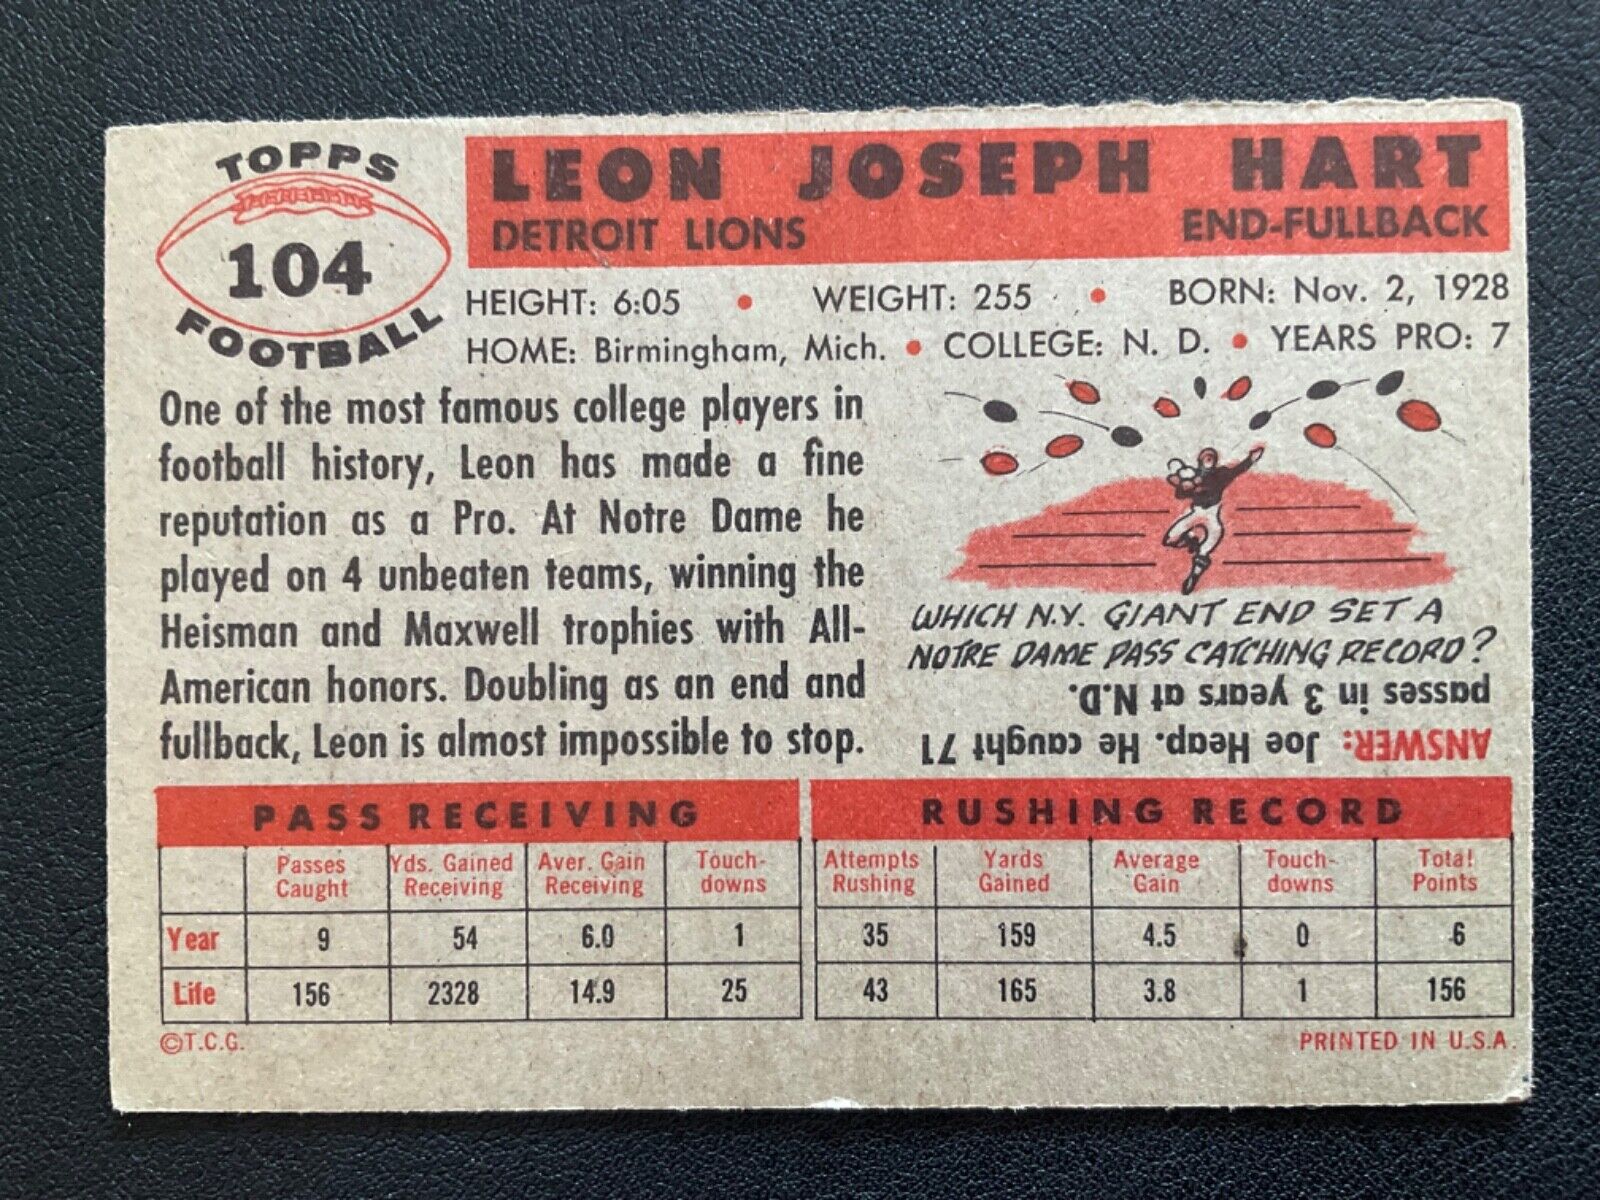 TOPPS
104
FOOTBALL
LEON JOSEPH HART
DETROIT LIONS END-FULLBACK
HEIGHT: 6:05 • WEIGHT: 255 • BORN: Nov. 2, 1928
HOME: Birmingham, Mich. • COLLEGE: N. D. • YEARS PRO: 7
One of the most famous college players in
football history, Leon has made a fine
reputation as a Pro. At Notre Dame he
played on 4 unbeaten teams, winning the
Heisman and Maxwell trophies with All-
American honors. Doubling as an end and
fullback, Leon is almost impossible to stop.
WHICH N.Y. GIANT END SET A
NOTRE DAME PASS CATCHING RECORD?
ANSWER: Joe Heap. He caught 71
passes in 3 years at N.D.
PASS RECEIVING
Passes Caught Yds. Gained Receiving Aver. Gain Receiving Touch-downs
Year 9 54 6.0 1
Life 156 2328 14.9 25
RUSHING RECORD
Attempts Rushing Yards Gained Average Gain Touch-downs Total Points
35 159 4.5 0 6
43 165 3.8 1 156
©T.C.G. PRINTED IN U.S.A.